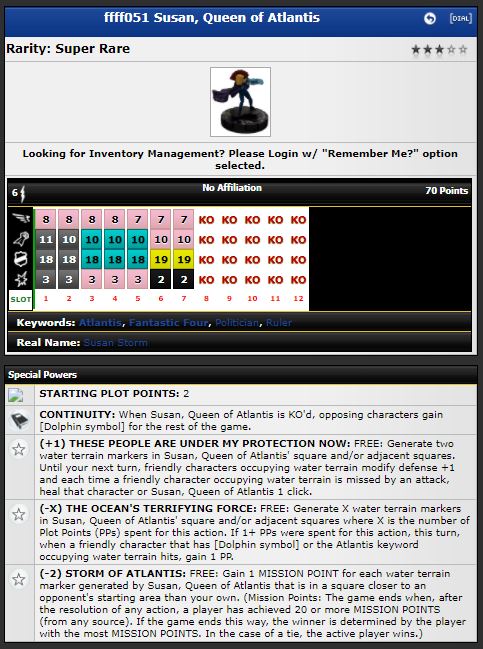 ffff051 Susan, Queen of Atlantis
[DIAL]
Rarity: Super Rare
Looking for Inventory Management? Please Login w/ "Remember Me?" option
selected.
6
No Affiliation
70 Points
8 8 8 8 7 7 7 KO KO KO KO KO
11 10 10 10 10 10 10 KO KO KO KO KO
18 18 18 18 18 19 19 KO KO KO KO KO
3 3 3 3 3 2 2 KO KO KO KO KO
SLOT 1 2 3 4 5 6 7 8 9 10 11 12
Keywords: Atlantis, Fantastic Four, Politician, Ruler
Real Name: Susan Storm
Special Powers
STARTING PLOT POINTS: 2
CONTINUITY: When Susan, Queen of Atlantis is KO'd, opposing characters gain
[Dolphin symbol] for the rest of the game.
(+1) THESE PEOPLE ARE UNDER MY PROTECTION NOW: FREE: Generate two
water terrain markers in Susan, Queen of Atlantis' square and/or adjacent squares.
Until your next turn, friendly characters occupying water terrain modify defense +1
and each time a friendly character occupying water terrain is missed by an attack,
heal that character or Susan, Queen of Atlantis 1 click.
(-X) THE OCEAN'S TERRIFYING FORCE: FREE: Generate X water terrain markers
in Susan, Queen of Atlantis' square and/or adjacent squares where X is the number of
Plot Points (PPs) spent for this action. If 1+ PPs were spent for this action, this turn,
when a friendly character that has [Dolphin symbol] or the Atlantis keyword
occupying water terrain hits, gain 1 PP.
(-2) STORM OF ATLANTIS: FREE: Gain 1 MISSION POINT for each water terrain
marker generated by Susan, Queen of Atlantis that is in a square closer to an
opponent's starting area than your own. (Mission Points: The game ends when, after
the resolution of any action, a player has achieved 20 or more MISSION POINTS
(from any source). If the game ends this way, the winner is determined by the player
with the most MISSION POINTS. In the case of a tie, the active player wins.)